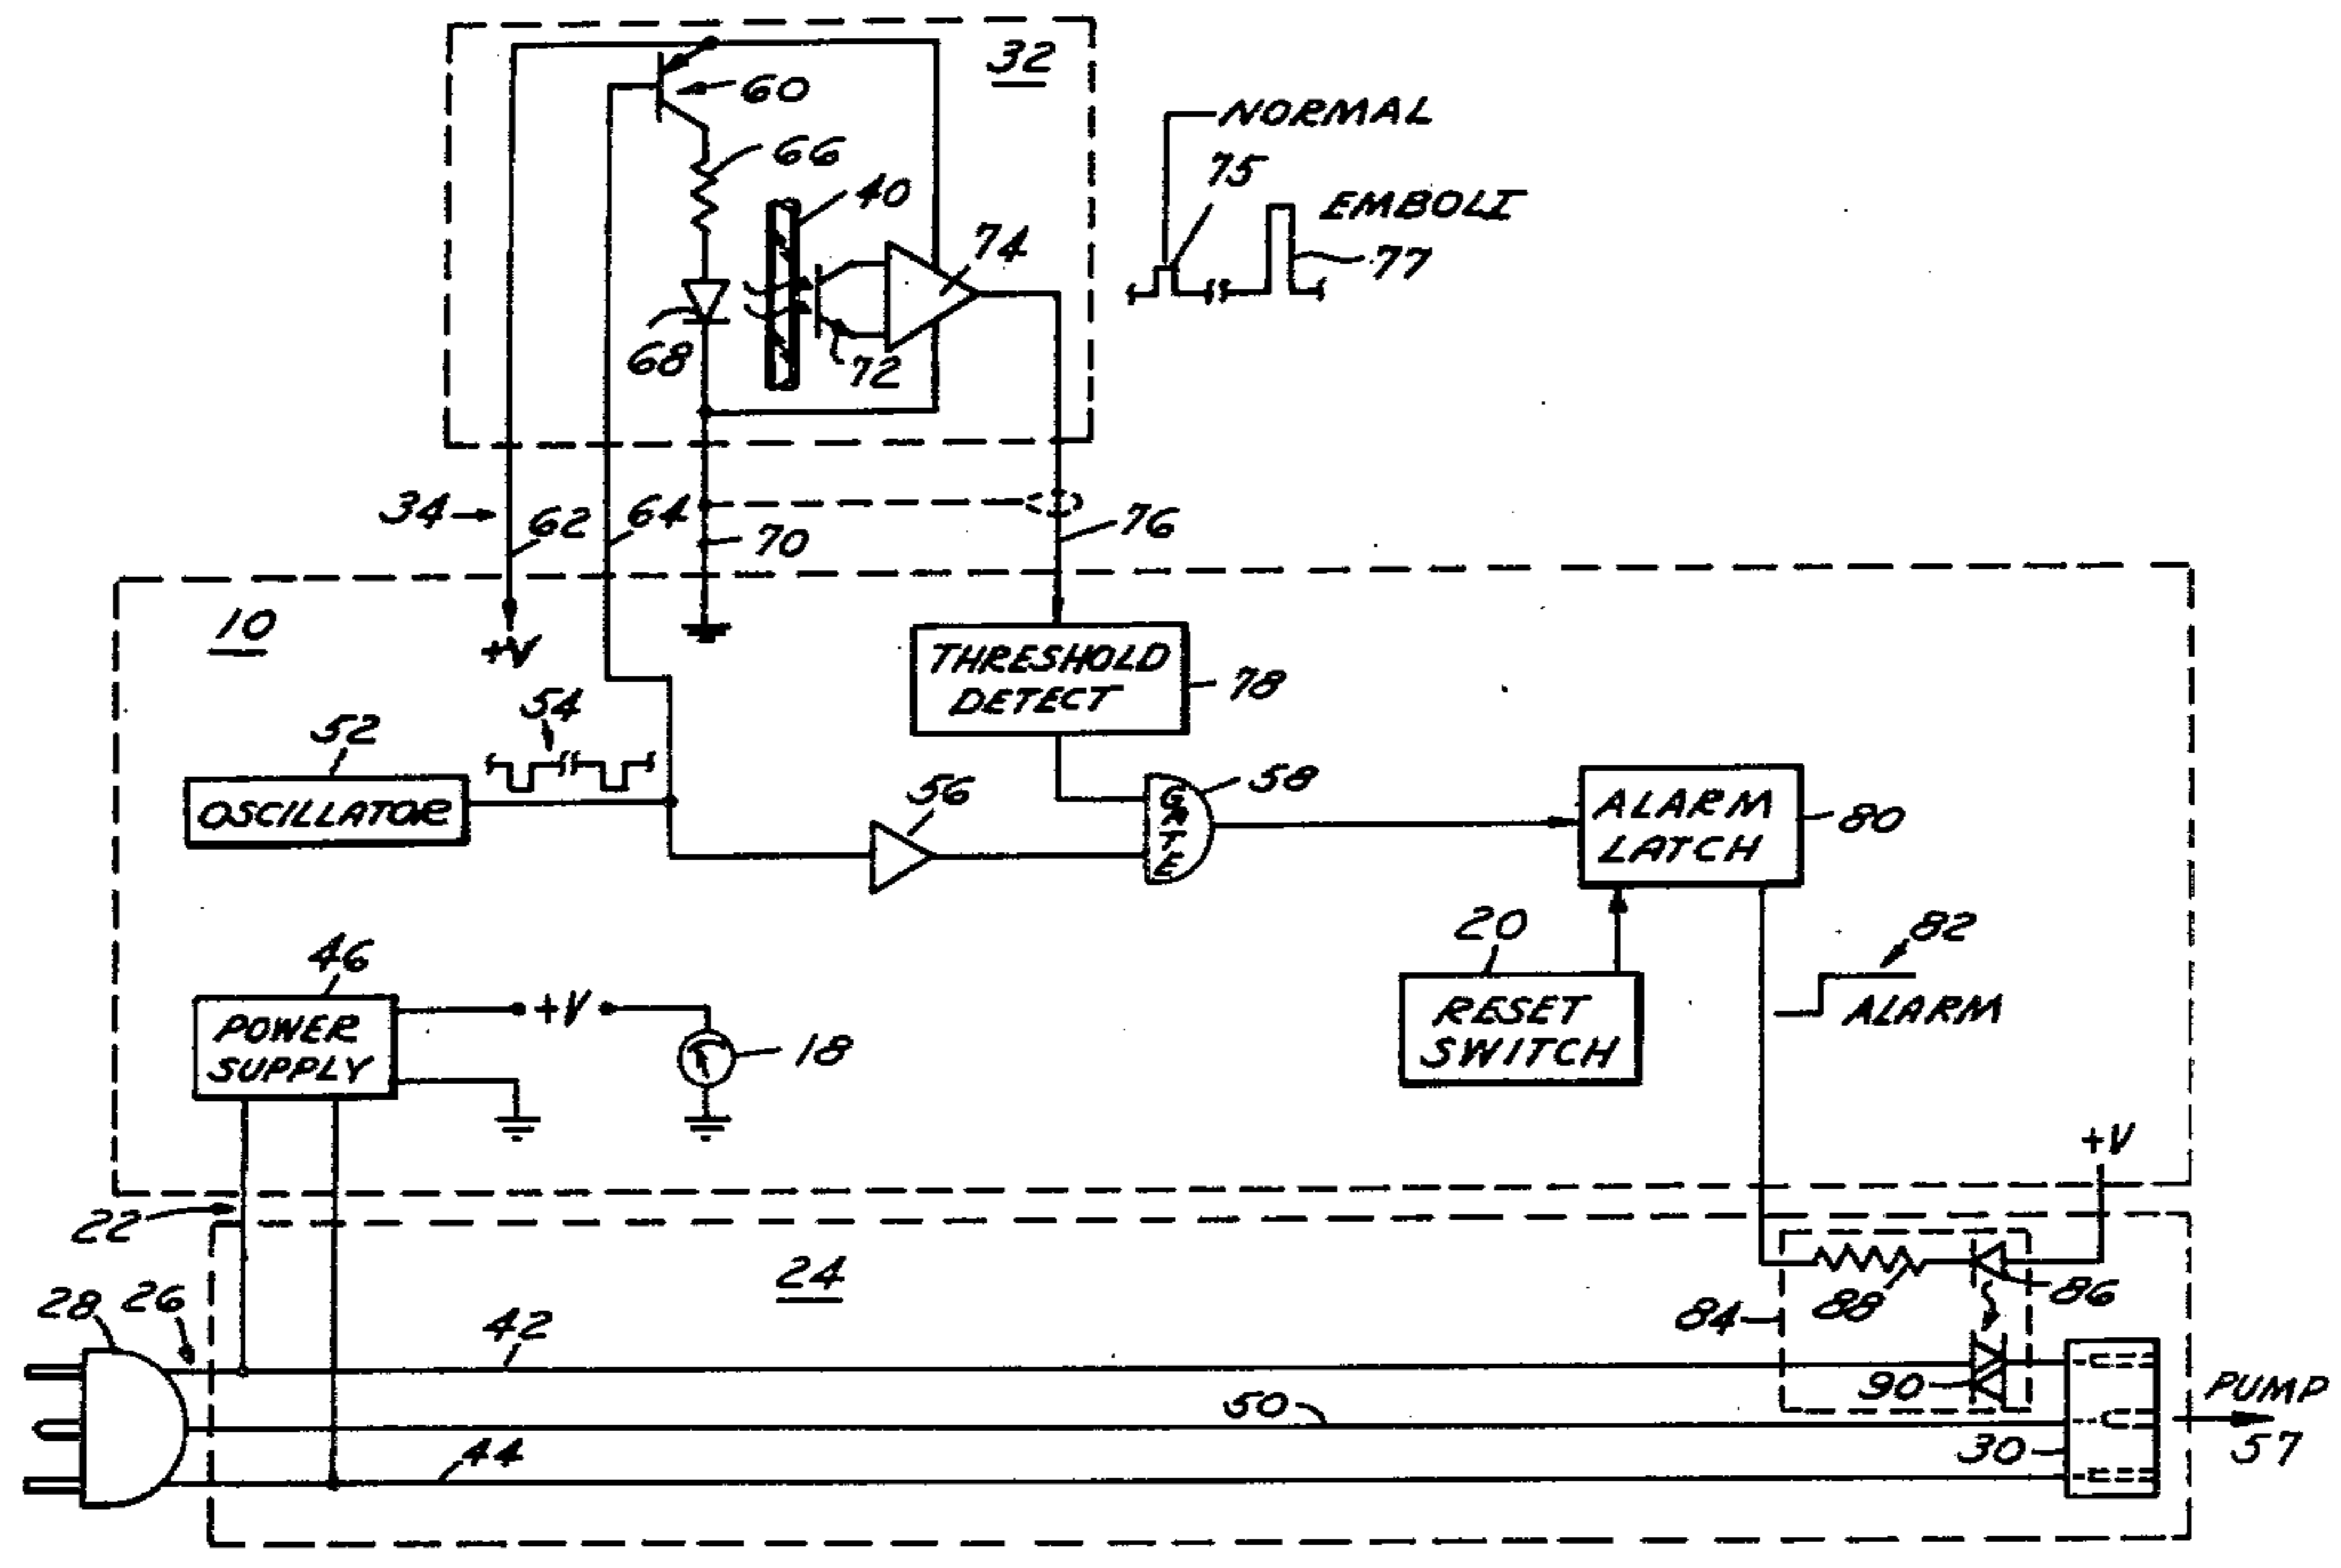 32
60
NORMAL
66
75
40
EMBOLI
74
77
68
72
34
62
64
70
76
10
+V
THRESHOLD
DETECT
78
54
52
OSCILLATOR
56
58
GATE
ALARM
LATCH
80
20
82
46
POWER
SUPPLY
+V
18
RESET
SWITCH
ALARM
+V
22
24
28
26
42
84
88
86
90
PUMP
50
44
30
57